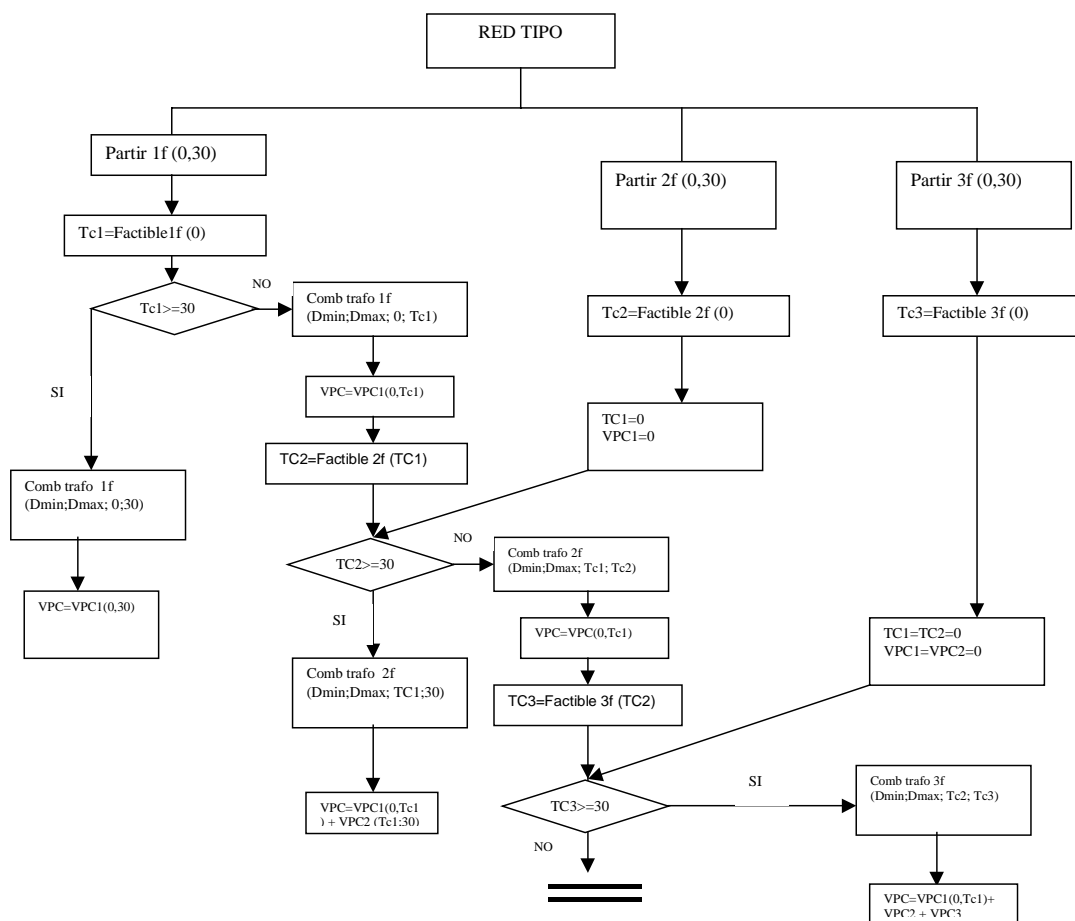 RED TIPO
Partir 1f (0,30)
Partir 2f (0,30)
Partir 3f (0,30)
Tc1=Factible1f (0)
Tc1>=30
NO
Comb trafo 1f
(Dmin;Dmax; 0; Tc1)
Tc2=Factible 2f (0)
Tc3=Factible 3f (0)
SI
VPC=VPC1(0,Tc1)
TC1=0
VPC1=0
TC2=Factible 2f (TC1)
Comb trafo 1f
(Dmin;Dmax; 0;30)
VPC=VPC1(0,30)
TC2>=30
NO
Comb trafo 2f
(Dmin;Dmax; Tc1; Tc2)
SI
VPC=VPC(0,Tc1)
TC1=TC2=0
VPC1=VPC2=0
Comb trafo 2f
(Dmin;Dmax; TC1;30)
TC3=Factible 3f (TC2)
VPC=VPC1(0,Tc1
) + VPC2 (Tc1;30)
TC3>=30
SI
Comb trafo 3f
(Dmin;Dmax; Tc2; Tc3)
NO
VPC=VPC1(0,Tc1)+
VPC2 + VPC3